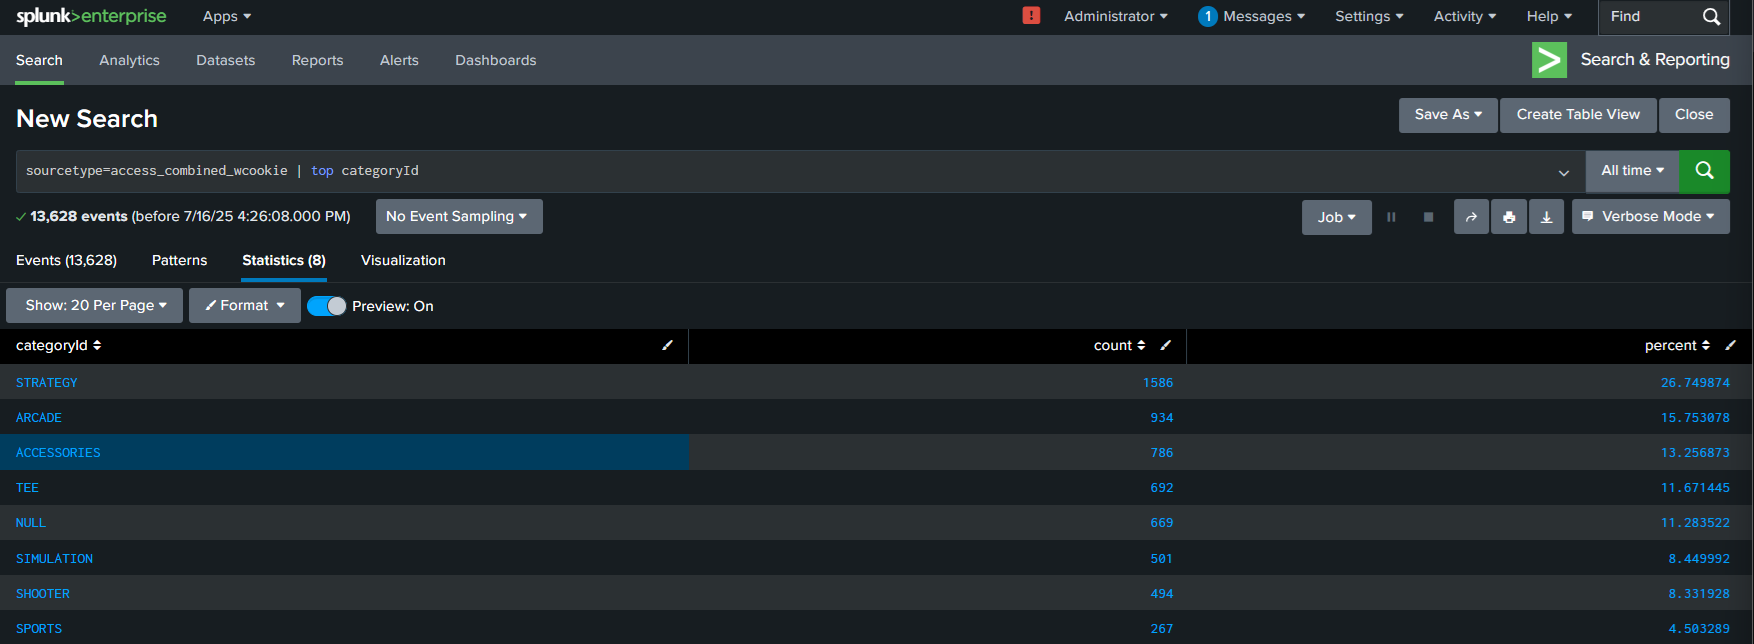 splunk>enterprise Apps ! Administrator 1 Messages Settings Activity Help Find
Search Analytics Datasets Reports Alerts Dashboards > Search & Reporting
New Search Save As Create Table View Close
sourcetype=access_combined_wcookie | top categoryId All time
✓ 13,628 events (before 7/16/25 4:26:08.000 PM) No Event Sampling Job Verbose Mode
Events (13,628) Patterns Statistics (8) Visualization
Show: 20 Per Page Format Preview: On
categoryId count percent
STRATEGY 1586 26.749874
ARCADE 934 15.753078
ACCESSORIES 786 13.256873
TEE 692 11.671445
NULL 669 11.283522
SIMULATION 501 8.449992
SHOOTER 494 8.331928
SPORTS 267 4.503289